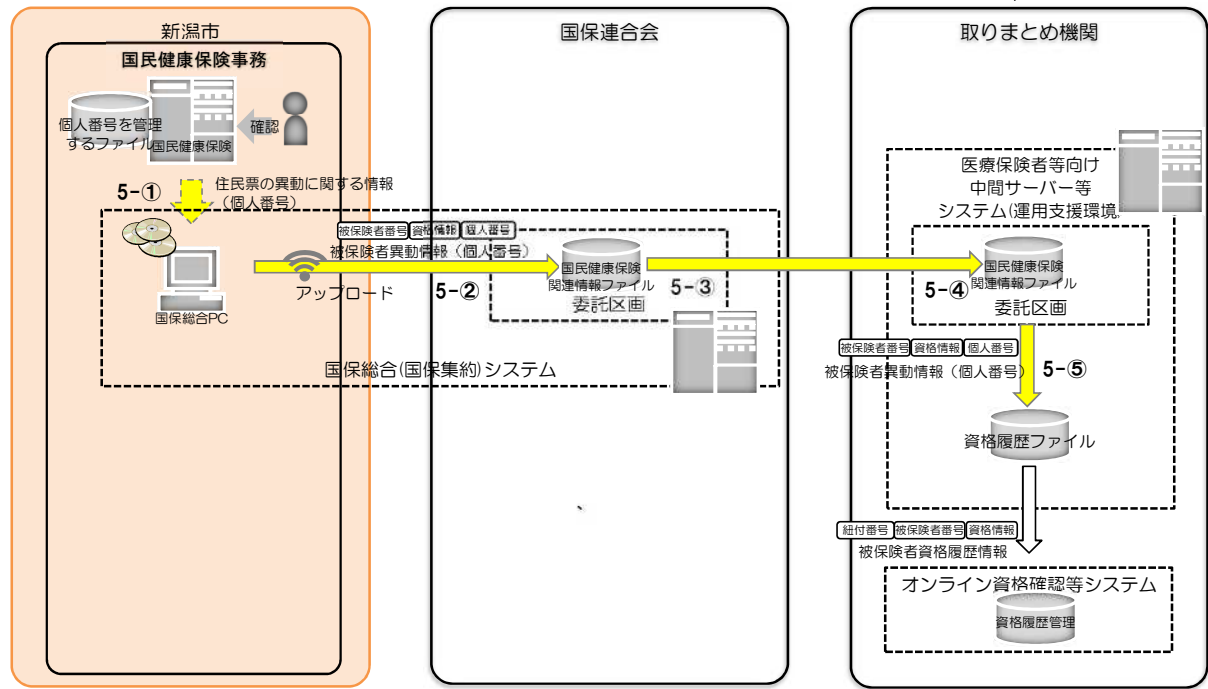 新潟市
国民健康保険事務
個人番号を管理
するファイル
国民健康保険
確認
5-①
住民票の異動に関する情報
（個人番号）
国保総合PC
アップロード
被保険者番号 資格情報 個人番号
被保険者異動情報（個人番号）
5-②
国保連合会
国民健康保険
関連情報ファイル
委託区画
5-③
国保総合(国保集約)システム
取りまとめ機関
医療保険者等向け
中間サーバー等
システム(運用支援環境
国民健康保険
関連情報ファイル
5-④
委託区画
被保険者番号 資格情報 個人番号
被保険者異動情報（個人番号）
5-⑤
資格履歴ファイル
紐付番号 被保険者番号 資格情報
被保険者資格履歴情報
オンライン資格確認等システム
資格履歴管理